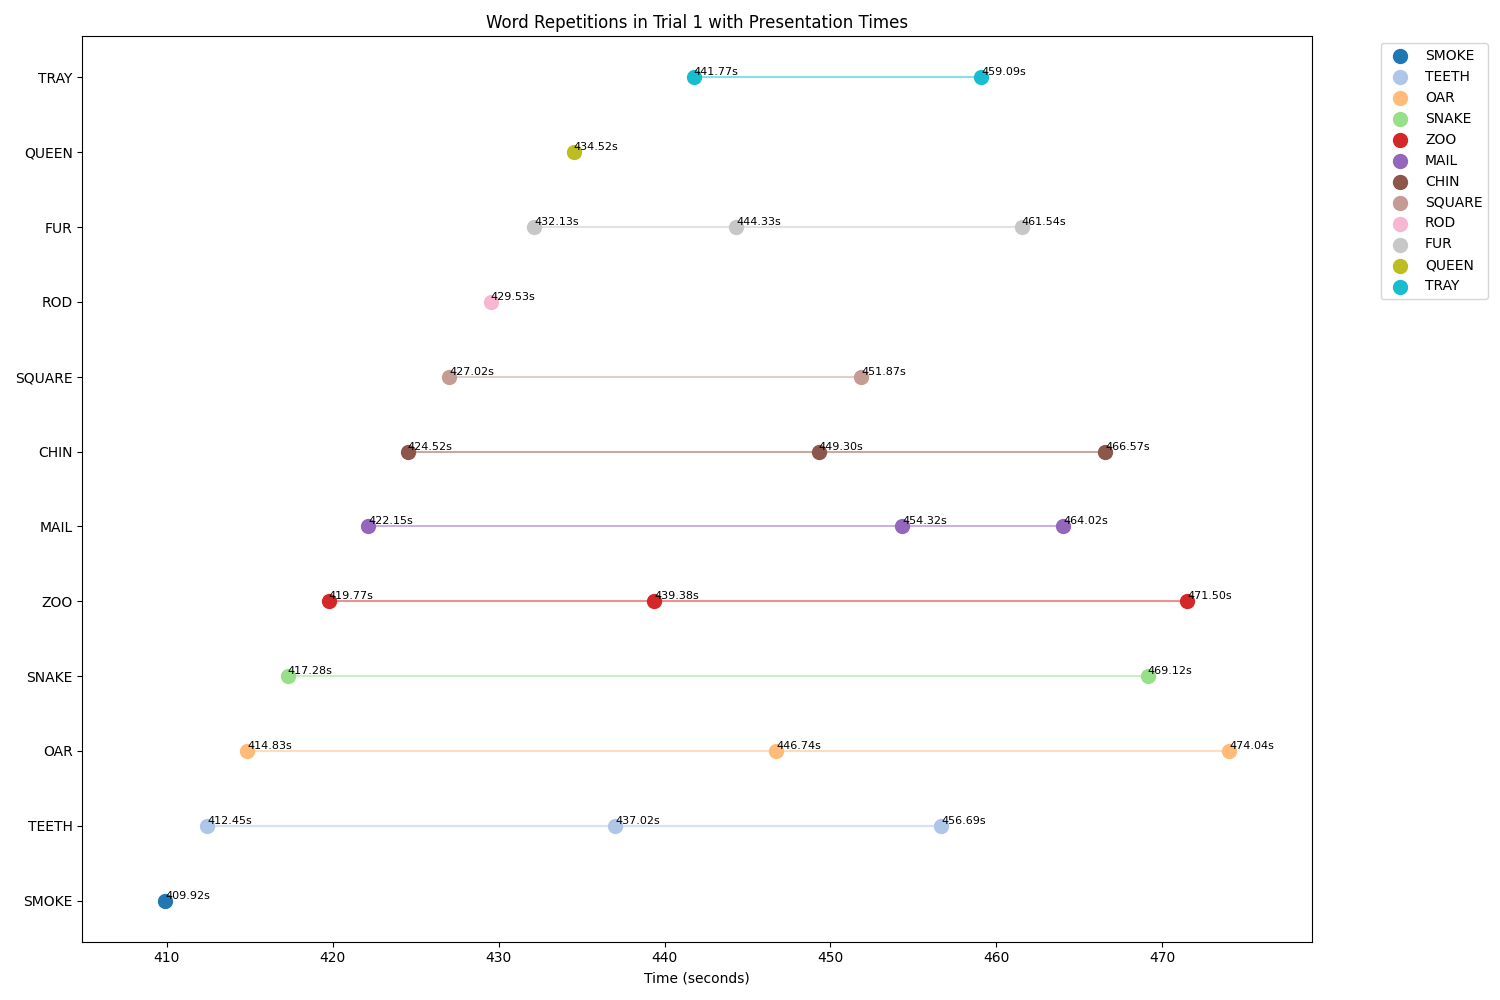 Word Repetitions in Trial 1 with Presentation Times
TRAY
441.77s
459.09s
QUEEN
434.52s
FUR
432.13s
444.33s
461.54s
ROD
429.53s
SQUARE
427.02s
451.87s
CHIN
424.52s
449.30s
466.57s
MAIL
422.15s
454.32s
464.02s
ZOO
419.77s
439.38s
471.50s
SNAKE
417.28s
469.12s
OAR
414.83s
446.74s
474.04s
TEETH
412.45s
437.02s
456.69s
SMOKE
409.92s
410
420
430
440
450
460
470
Time (seconds)
SMOKE
TEETH
OAR
SNAKE
ZOO
MAIL
CHIN
SQUARE
ROD
FUR
QUEEN
TRAY